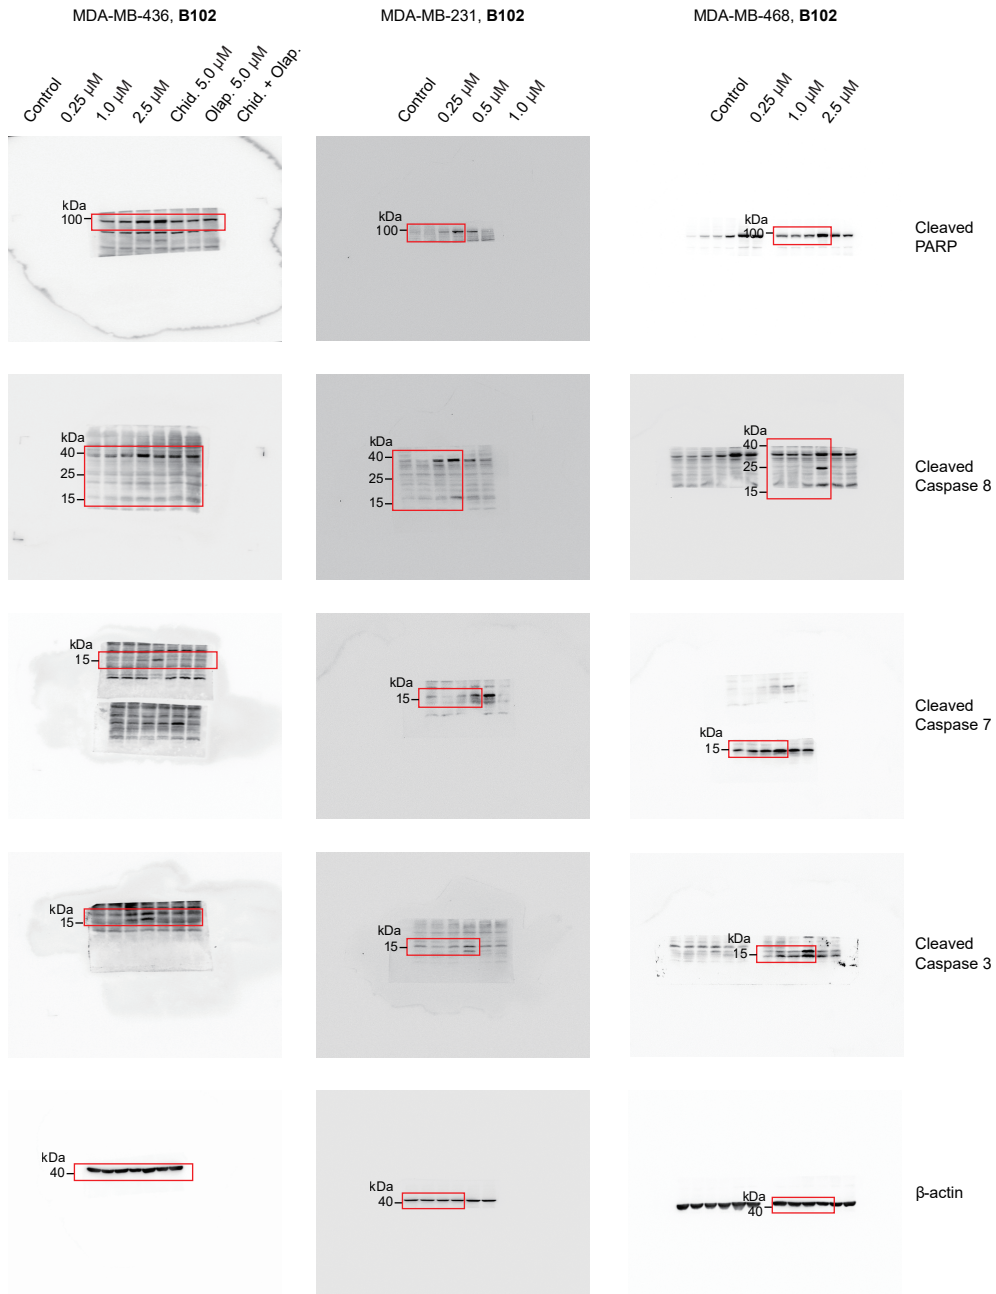 MDA-MB-436, B102
MDA-MB-231, B102
MDA-MB-468, B102
Control
0.25 µM
1.0 µM
2.5 µM
Chid. 5.0 µM
Olap. 5.0 µM
Chid. + Olap.
Control
0.25 µM
0.5 µM
1.0 µM
Control
0.25 µM
1.0 µM
2.5 µM
kDa
100
kDa
100
kDa
100
Cleaved
PARP
kDa
40
25
15
kDa
40
25
15
kDa
40
25
15
Cleaved
Caspase 8
kDa
15
kDa
15
kDa
15
Cleaved
Caspase 7
kDa
15
kDa
15
kDa
15
Cleaved
Caspase 3
kDa
40
kDa
40
kDa
40
β-actin